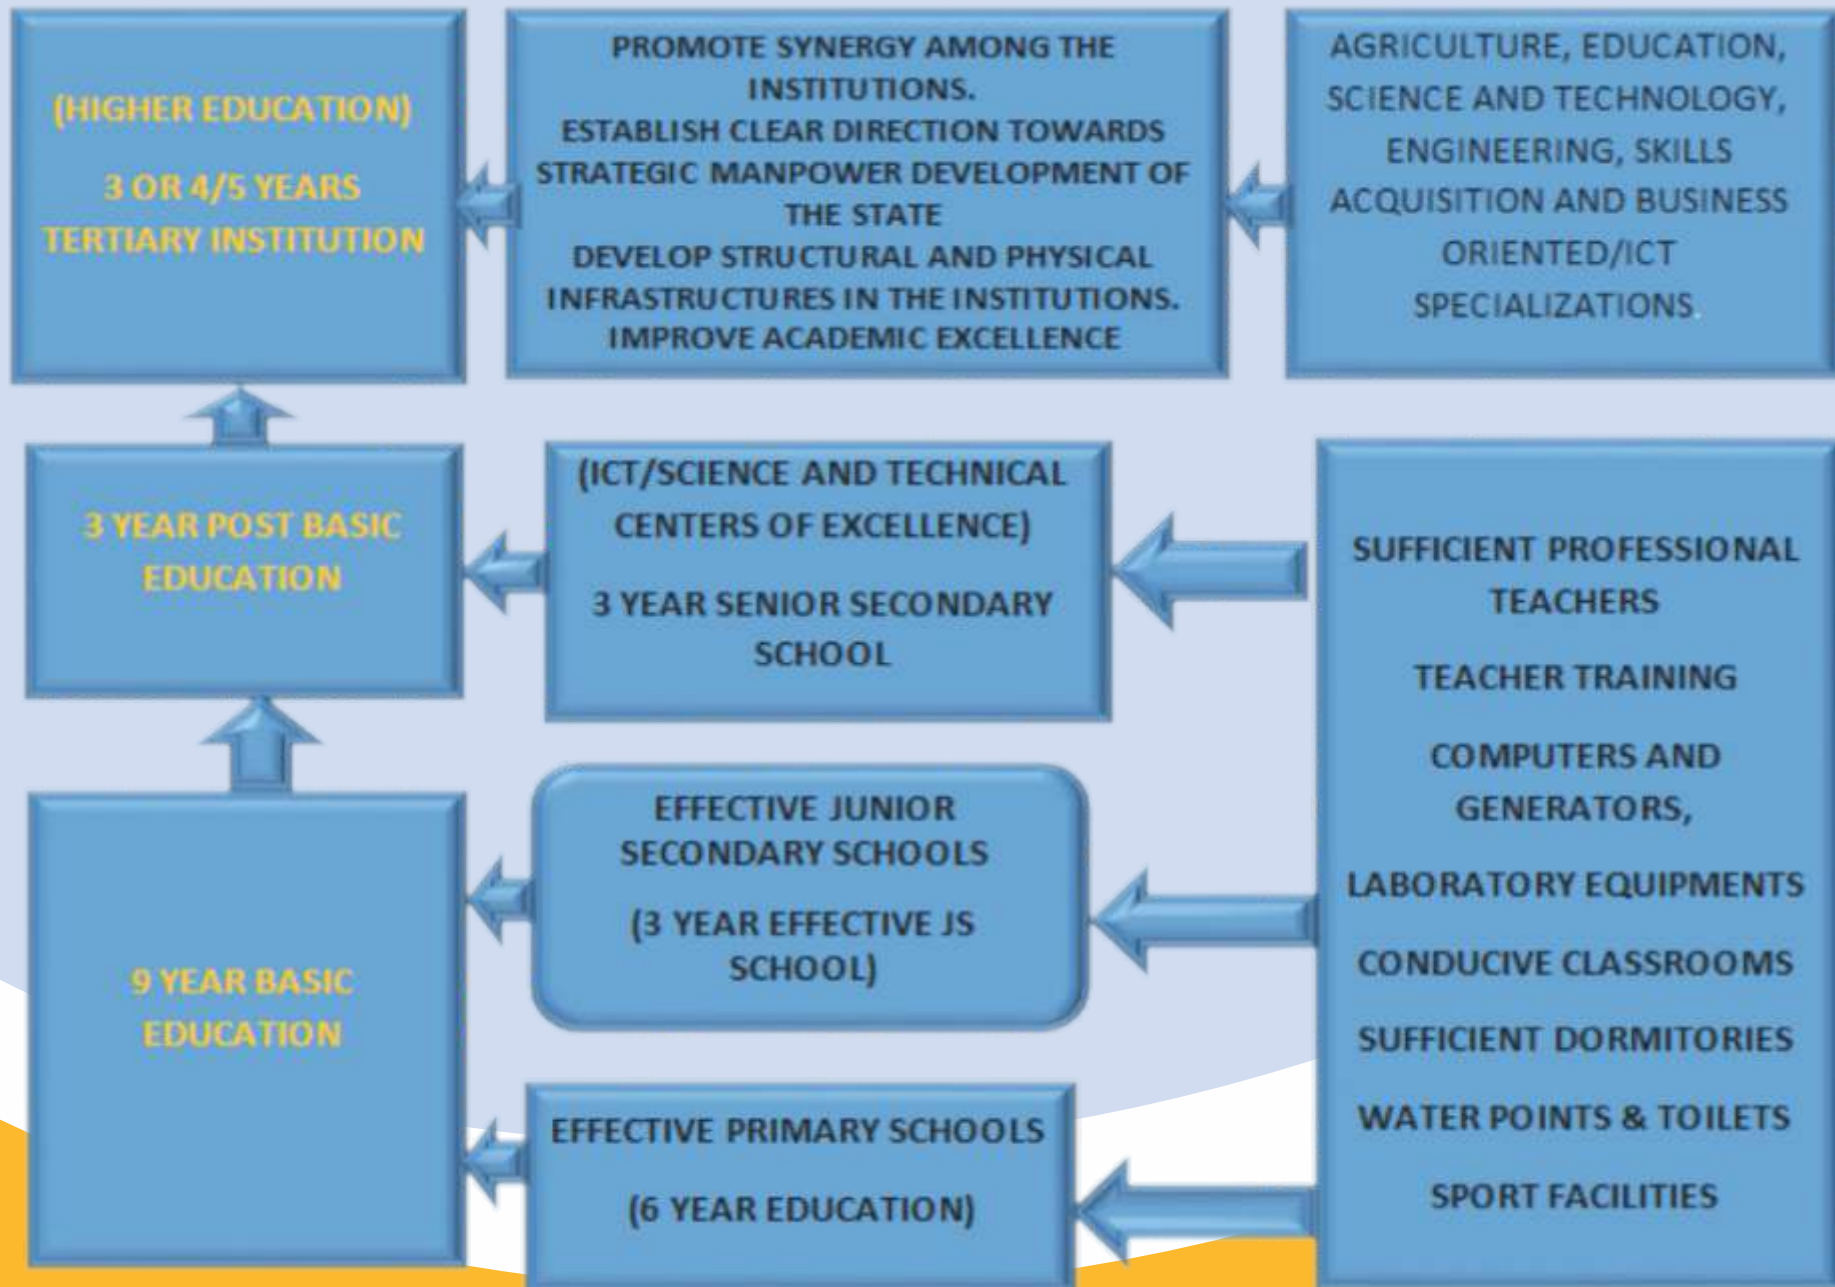 (HIGHER EDUCATION)
3 OR 4/5 YEARS
TERTIARY INSTITUTION
PROMOTE SYNERGY AMONG THE
INSTITUTIONS.
ESTABLISH CLEAR DIRECTION TOWARDS
STRATEGIC MANPOWER DEVELOPMENT OF
THE STATE
DEVELOP STRUCTURAL AND PHYSICAL
INFRASTRUCTURES IN THE INSTITUTIONS.
IMPROVE ACADEMIC EXCELLENCE
AGRICULTURE, EDUCATION,
SCIENCE AND TECHNOLOGY,
ENGINEERING, SKILLS
ACQUISITION AND BUSINESS
ORIENTED/ICT
SPECIALIZATIONS.
3 YEAR POST BASIC
EDUCATION
(ICT/SCIENCE AND TECHNICAL
CENTERS OF EXCELLENCE)
3 YEAR SENIOR SECONDARY
SCHOOL
9 YEAR BASIC
EDUCATION
EFFECTIVE JUNIOR
SECONDARY SCHOOLS
(3 YEAR EFFECTIVE JS
SCHOOL)
EFFECTIVE PRIMARY SCHOOLS
(6 YEAR EDUCATION)
SUFFICIENT PROFESSIONAL
TEACHERS
TEACHER TRAINING
COMPUTERS AND
GENERATORS,
LABORATORY EQUIPMENTS
CONDUCIVE CLASSROOMS
SUFFICIENT DORMITORIES
WATER POINTS & TOILETS
SPORT FACILITIES